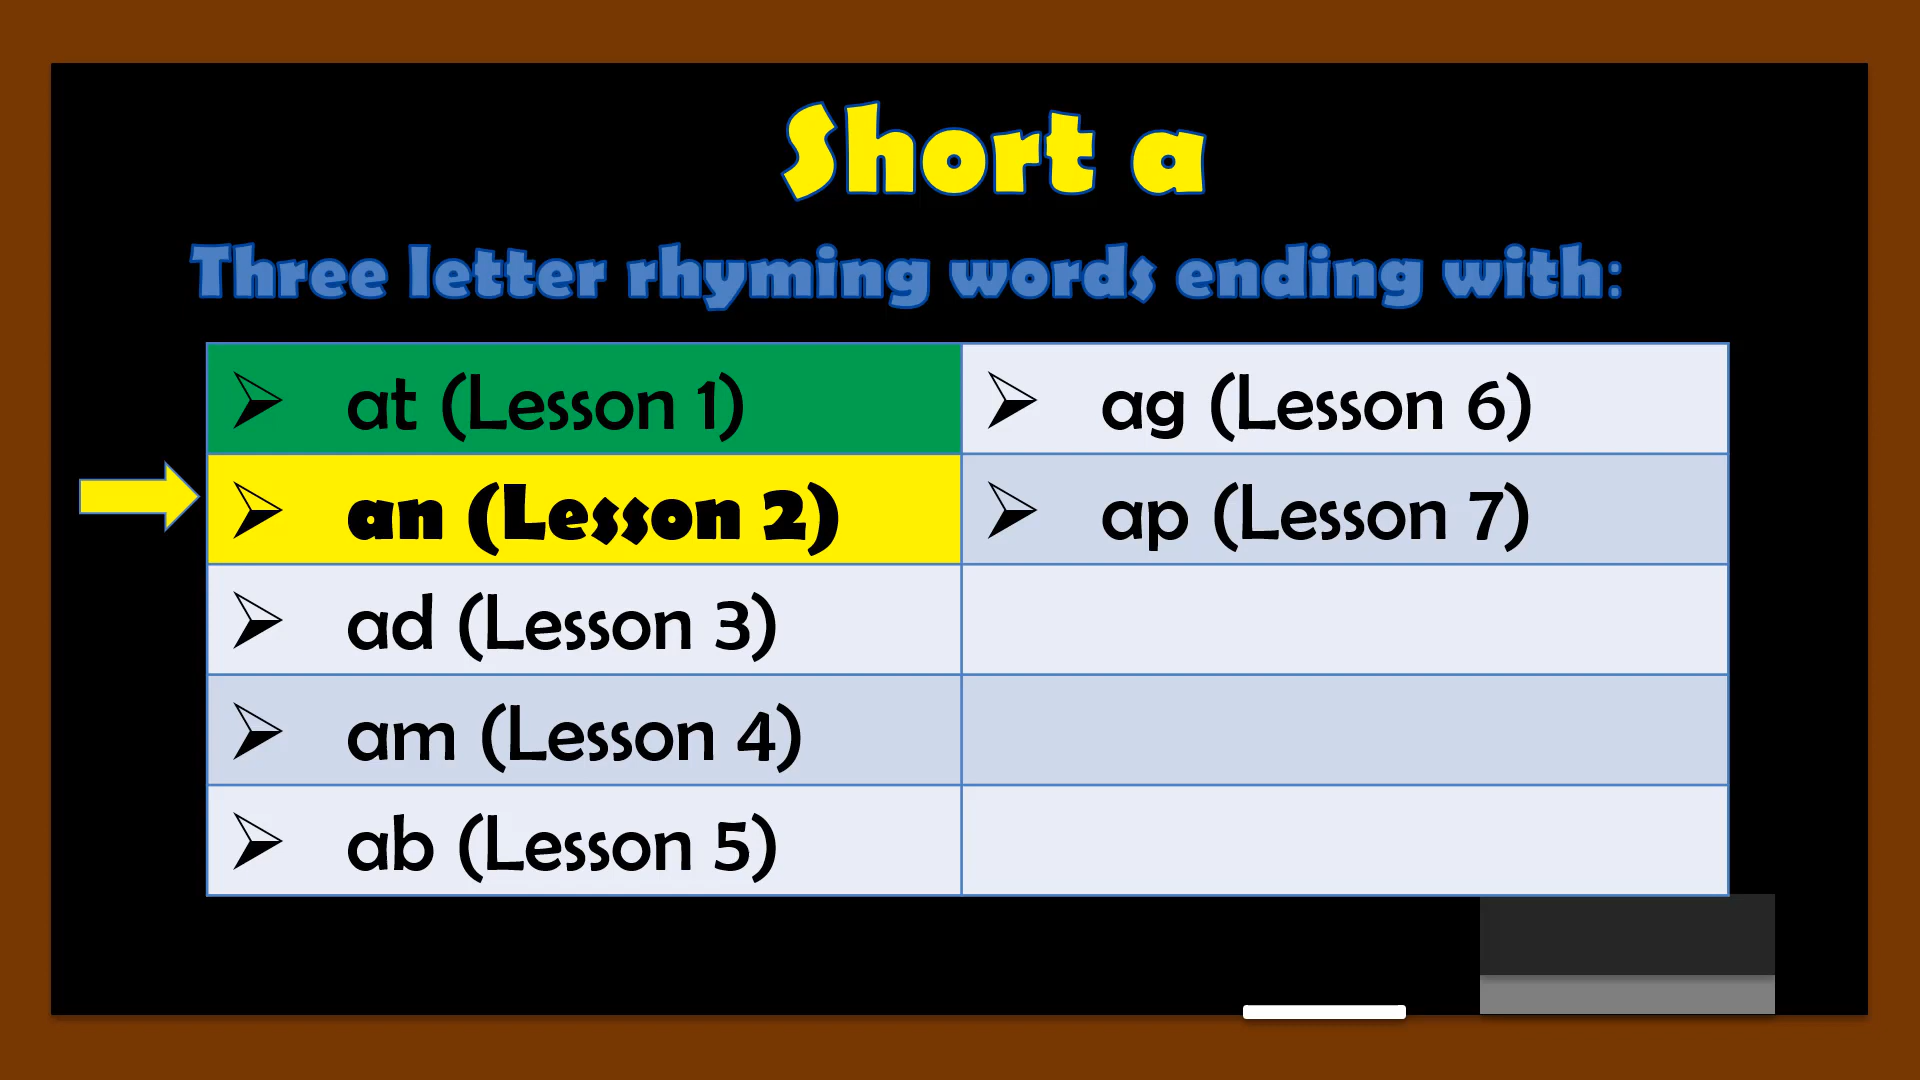 Short a
Three letter rhyming words ending with:
at (Lesson 1)
an (Lesson 2)
ad (Lesson 3)
am (Lesson 4)
ab (Lesson 5)
ag (Lesson 6)
ap (Lesson 7)